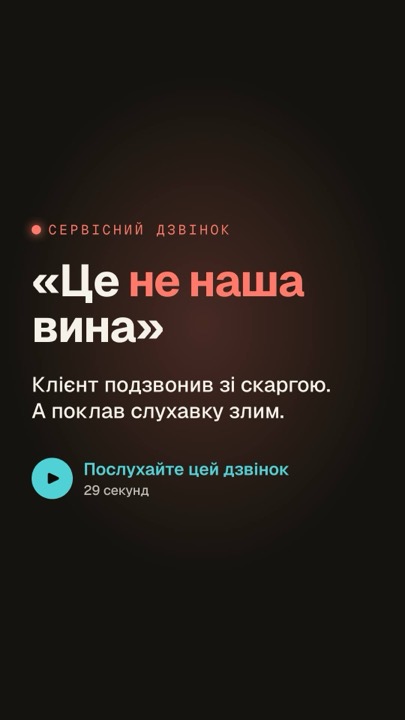 СЕРВІСНИЙ ДЗВІНОК
«Це не наша
вина»
Клієнт подзвонив зі скаргою.
А поклав слухавку злим.
Послухайте цей дзвінок
29 секунд